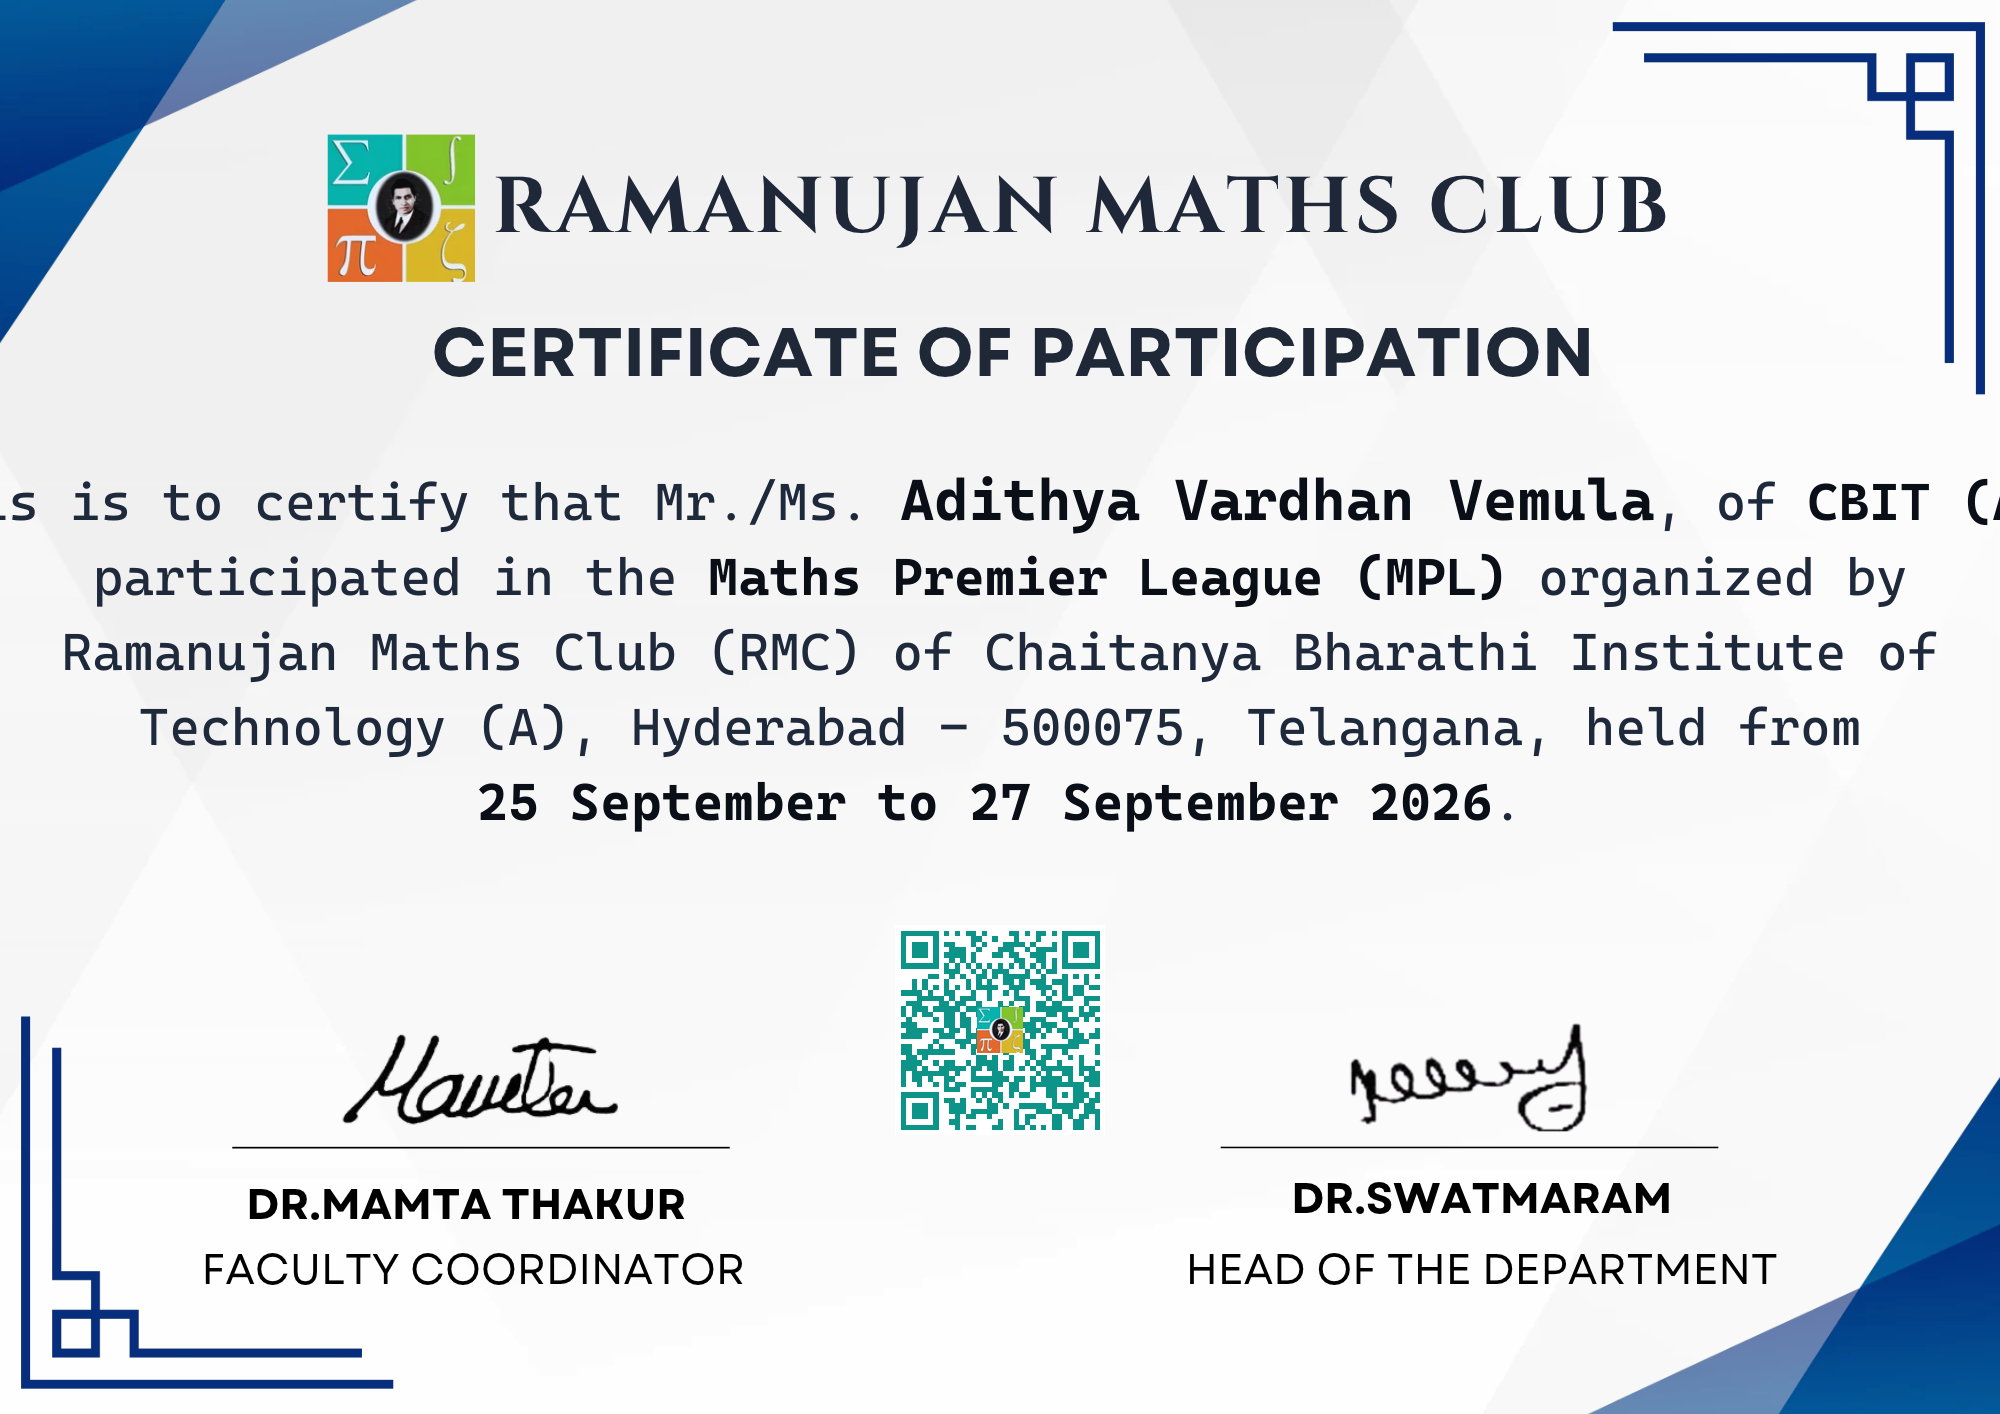 Σ ∫
π ζ
RAMANUJAN MATHS CLUB
CERTIFICATE OF PARTICIPATION
is to certify that Mr./Ms. Adithya Vardhan Vemula, of CBIT
participated in the Maths Premier League (MPL) organized by
Ramanujan Maths Club (RMC) of Chaitanya Bharathi Institute of
Technology (A), Hyderabad – 500075, Telangana, held from
25 September to 27 September 2026.
DR.MAMTA THAKUR
FACULTY COORDINATOR
DR.SWATMARAM
HEAD OF THE DEPARTMENT